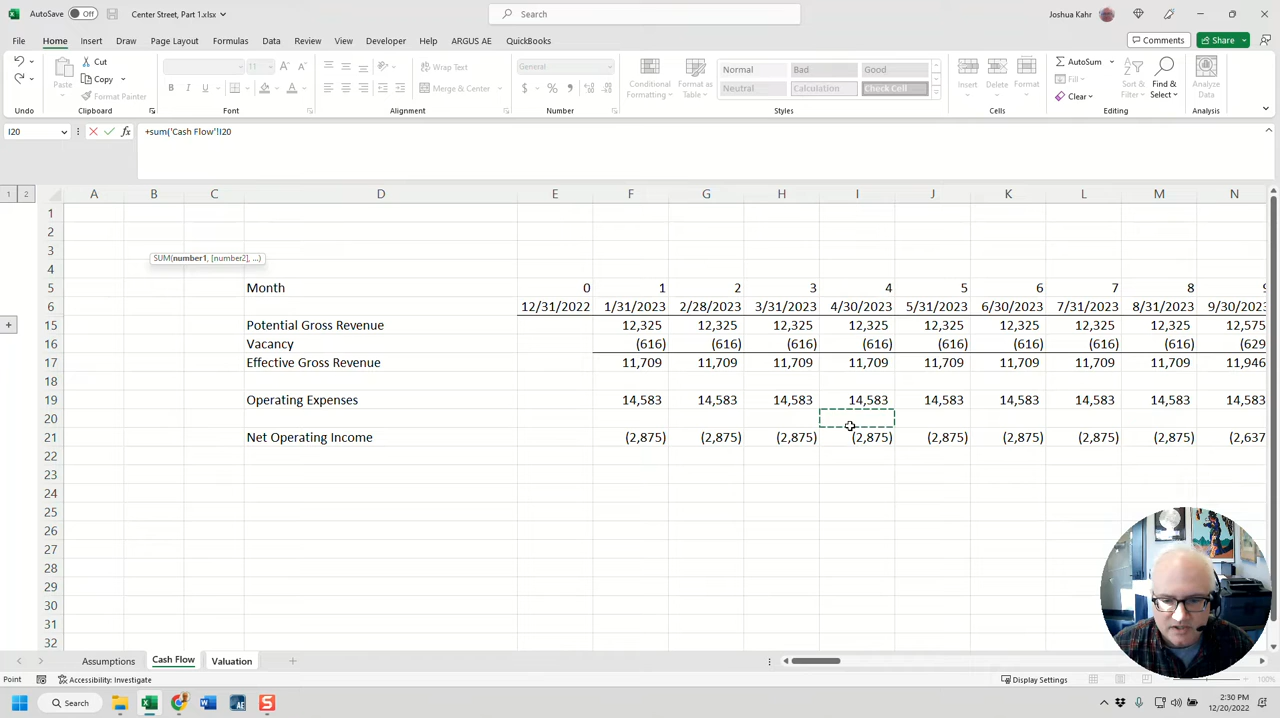 AutoSave Off Center Street, Part 1.xlsx Search Joshua Kahr
File Home Insert Draw Page Layout Formulas Data Review View Developer Help ARGUS AE QuickBooks Comments Share
Paste Cut Copy Format Painter
General
Wrap Text Merge & Center
Conditional Formatting Format as Table
Normal Bad Good
Neutral Calculation Check Cell
Insert Delete Format
AutoSum Fill Clear
Sort & Filter Find & Select Analyze Data
Undo Clipboard Font Alignment Number Styles Cells Editing Analysis
I20 fx +sum('Cash Flow'!I20
1 2 A B C D E F G H I J K L M N
1
2
3
SUM(number1, [number2], ...)
4
5 Month 0 1 2 3 4 5 6 7 8
6 12/31/2022 1/31/2023 2/28/2023 3/31/2023 4/30/2023 5/31/2023 6/30/2023 7/31/2023 8/31/2023 9/30/202
15 Potential Gross Revenue 12,325 12,325 12,325 12,325 12,325 12,325 12,325 12,325 12,575
16 Vacancy (616) (616) (616) (616) (616) (616) (616) (616) (629
17 Effective Gross Revenue 11,709 11,709 11,709 11,709 11,709 11,709 11,709 11,709 11,946
18
19 Operating Expenses 14,583 14,583 14,583 14,583 14,583 14,583 14,583 14,583 14,583
20
21 Net Operating Income (2,875) (2,875) (2,875) (2,875) (2,875) (2,875) (2,875) (2,875) (2,637
22
23
24
25
26
27
28
29
30
31
32
Assumptions Cash Flow Valuation
Point Accessibility: Investigate Display Settings 100%
Search 2:30 PM
12/20/2022